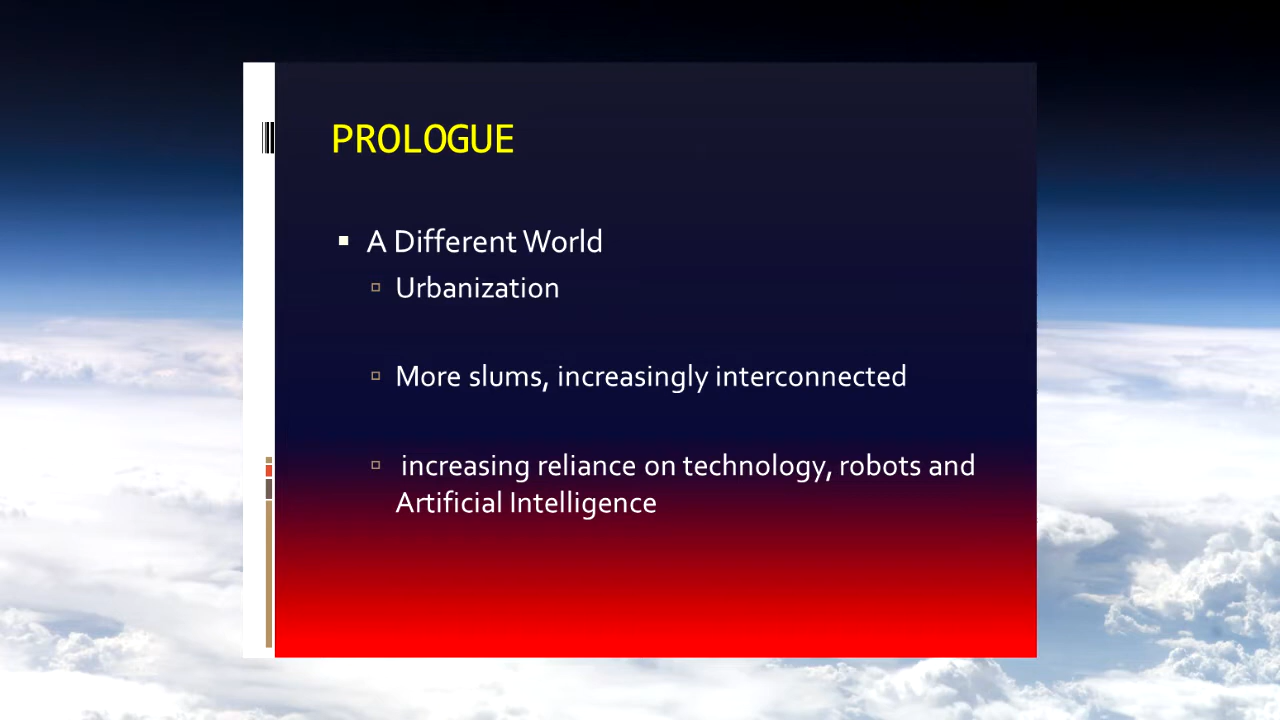 PROLOGUE
A Different World
Urbanization
More slums, increasingly interconnected
increasing reliance on technology, robots and
Artificial Intelligence